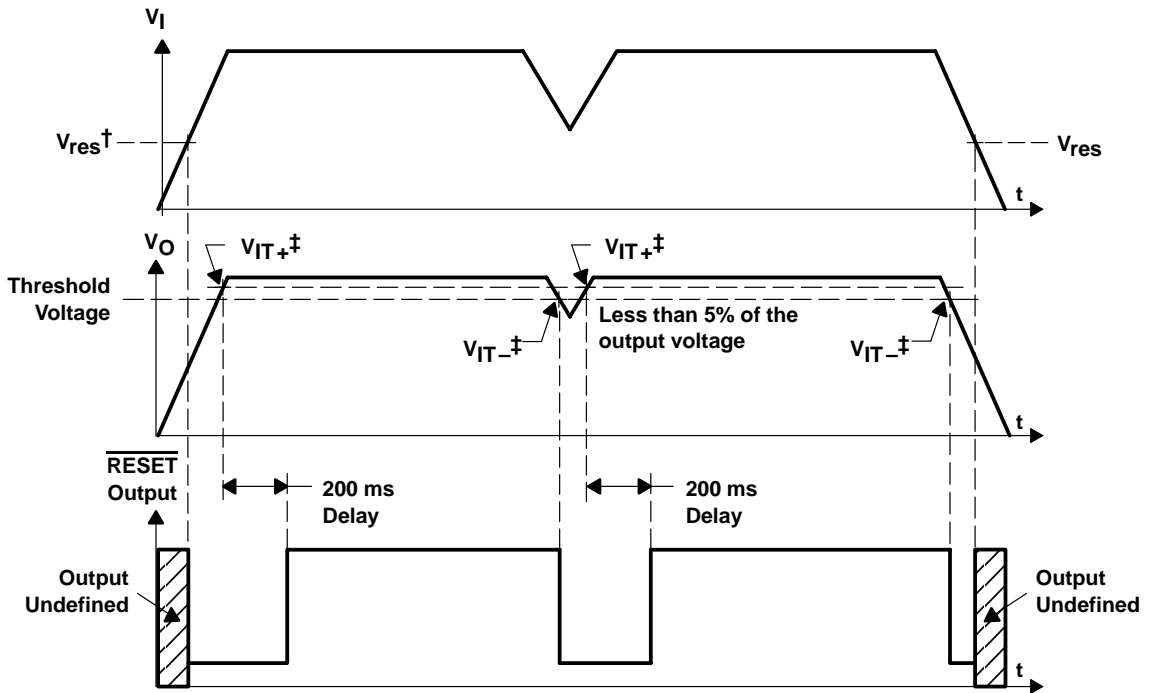 VI
Vres†
Vres
t
VO
VIT+‡
VIT+‡
Threshold
Voltage
Less than 5% of the
output voltage
VIT–‡
VIT–‡
t
RESET
Output
200 ms
Delay
200 ms
Delay
Output
Undefined
Output
Undefined
t